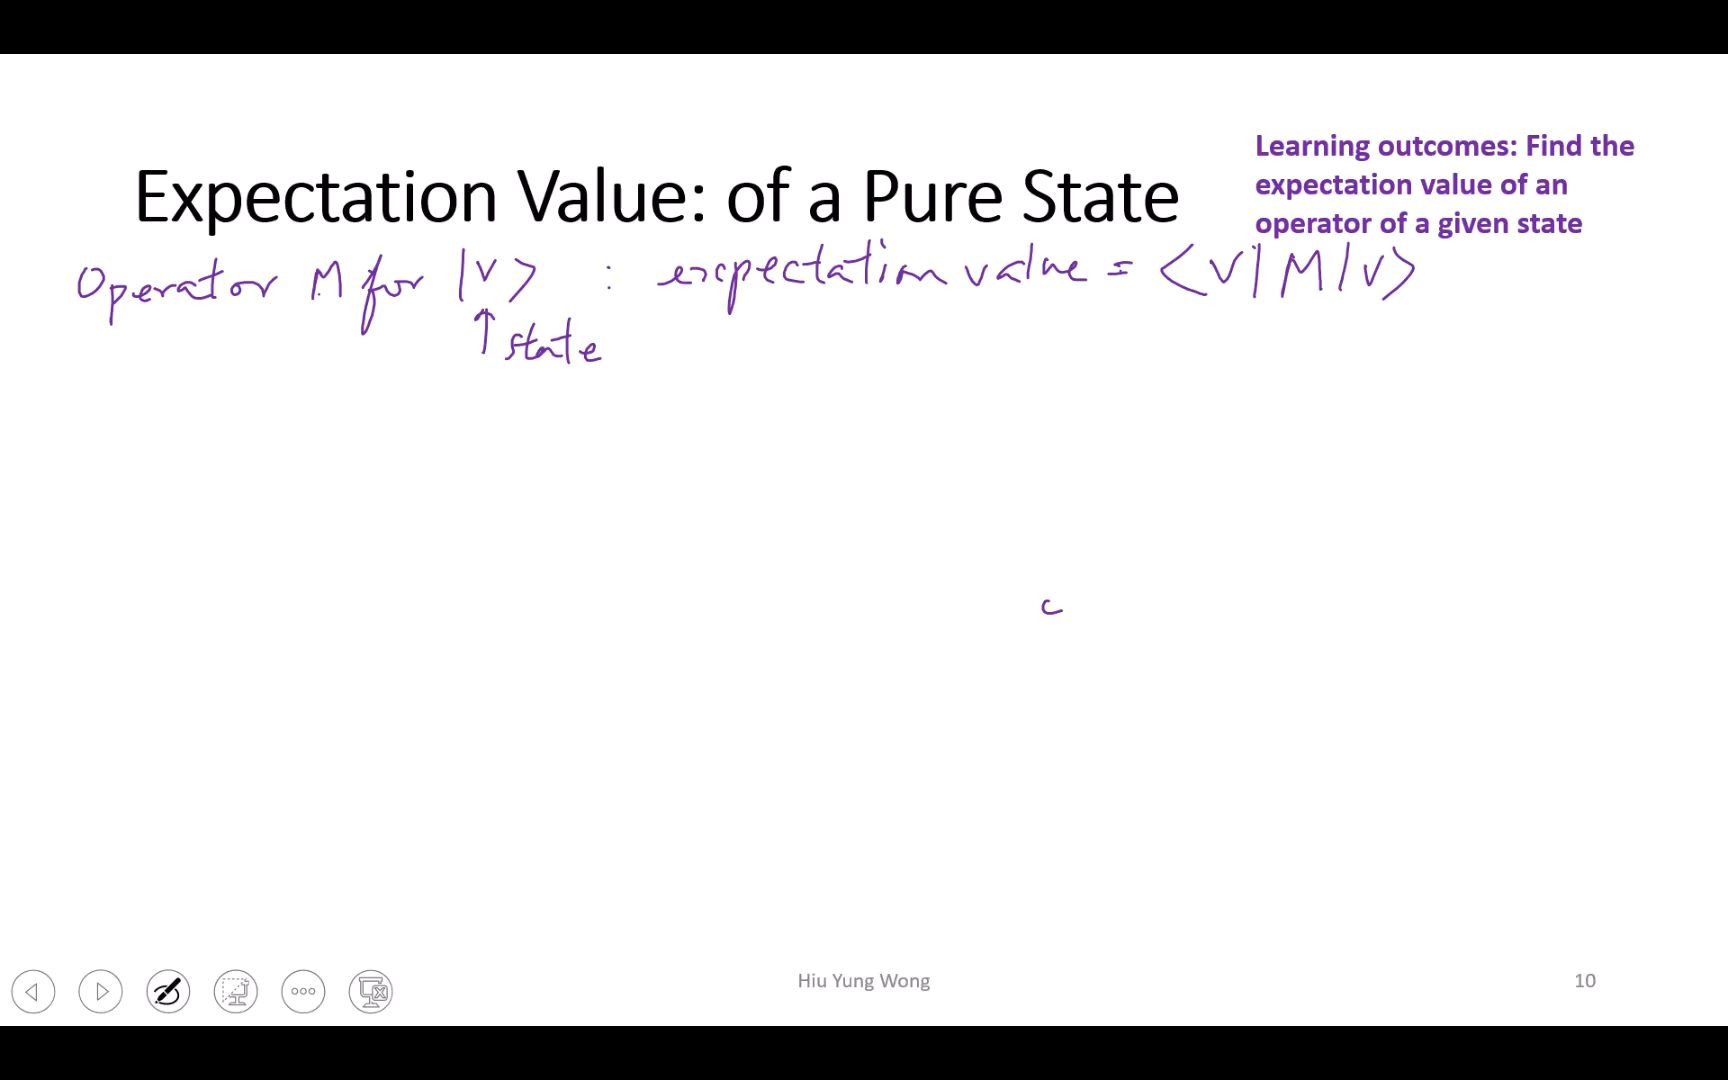 Learning outcomes: Find the
expectation value of an
operator of a given state
Expectation Value: of a Pure State
Operator M for |v> : expectation value = <v|M|v>
↑ state
c
Hiu Yung Wong
10